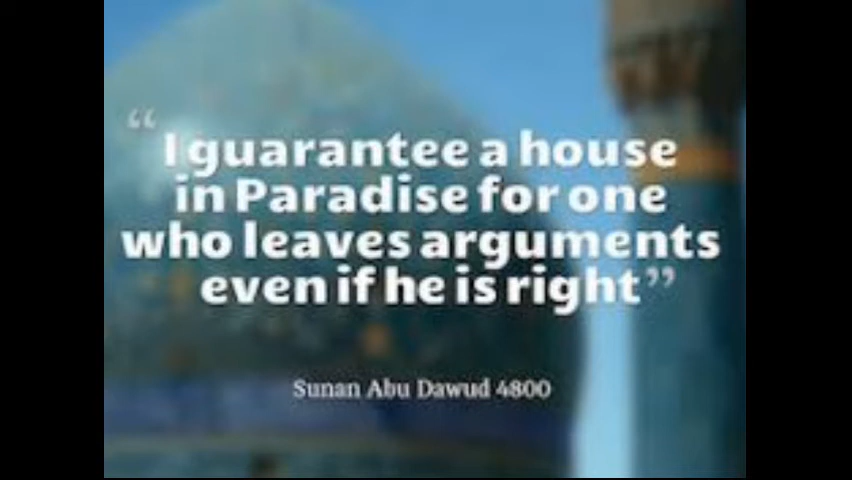 “I guarantee a house
in Paradise for one
who leaves arguments
even if he is right”
Sunan Abu Dawud 4800